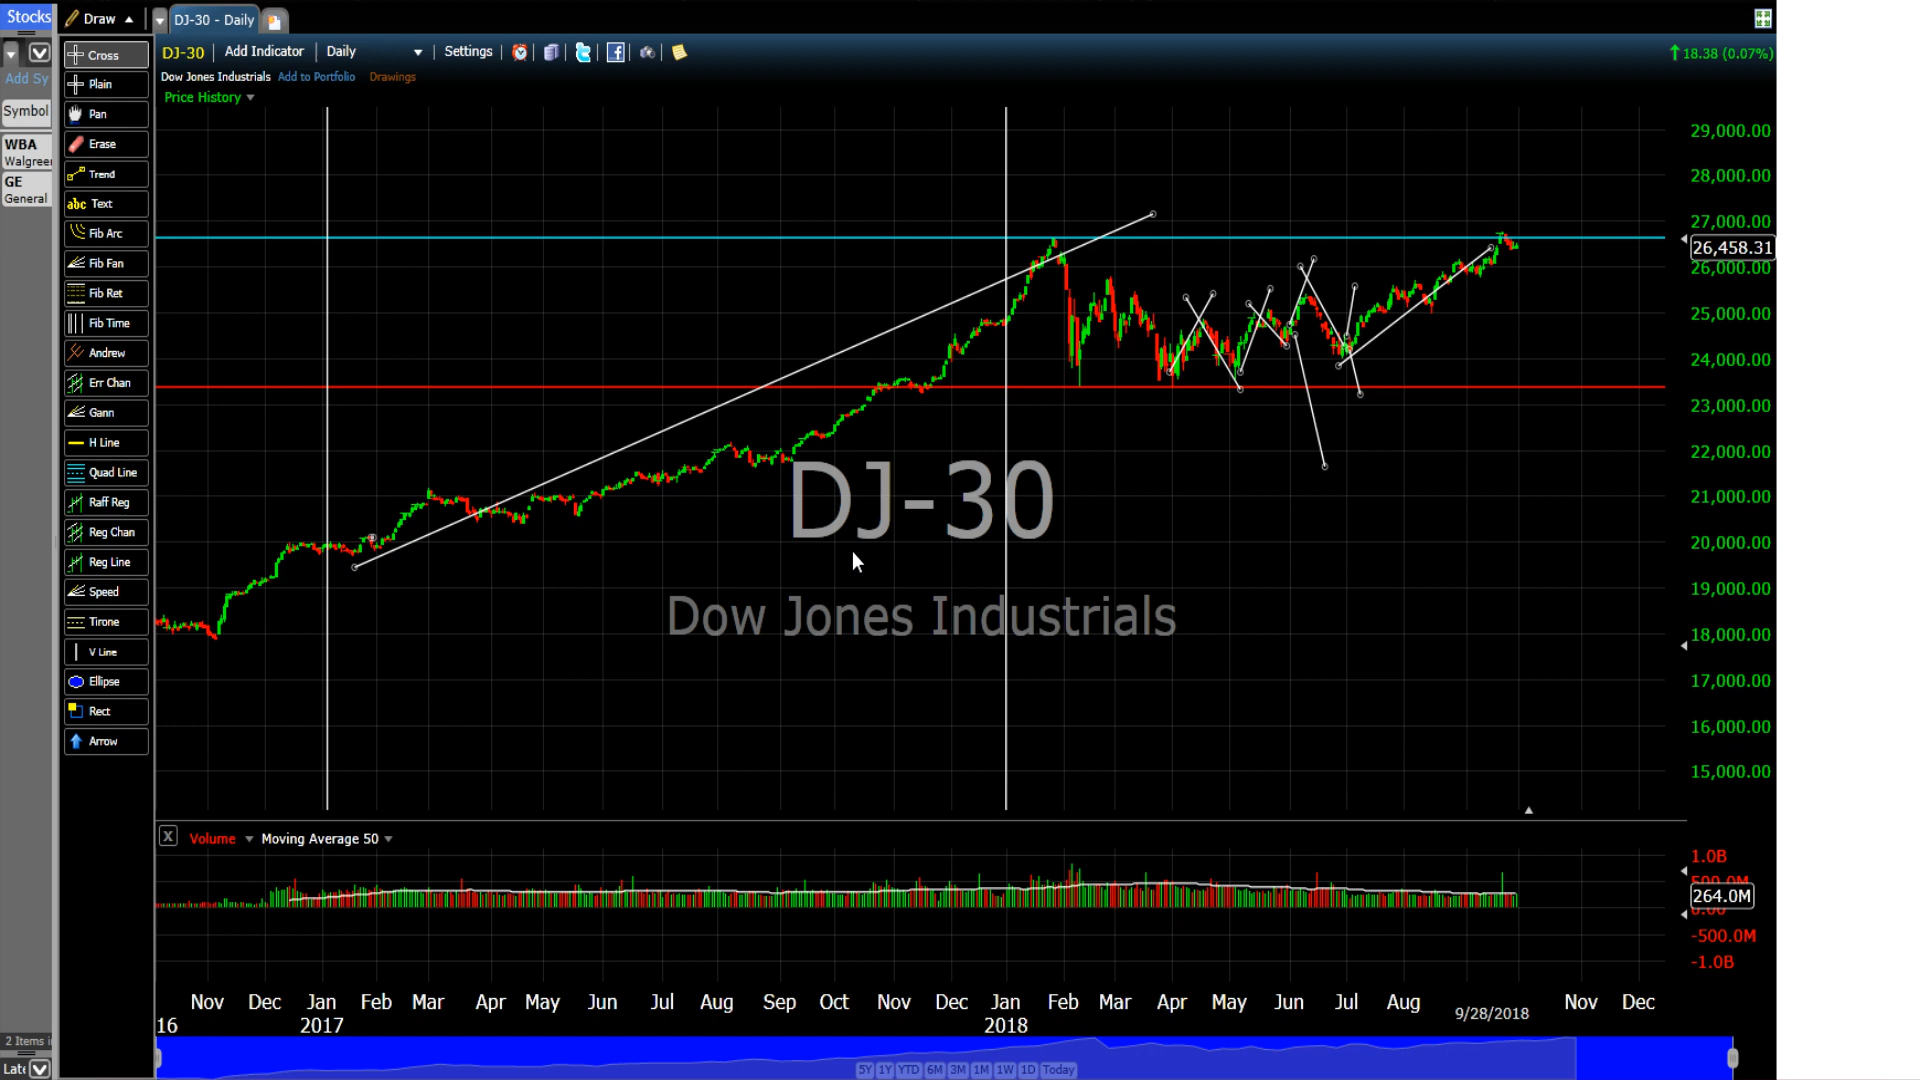 Stocks
Draw
DJ-30 - Daily
Add Sy
Symbol
WBA
Walgree
GE
General
2 Items i
Late
Cross
Plain
Pan
Erase
Trend
abc Text
Fib Arc
Fib Fan
Fib Ret
Fib Time
Andrew
Err Chan
Gann
H Line
Quad Line
Raff Reg
Reg Chan
Reg Line
Speed
Tirone
V Line
Ellipse
Rect
Arrow
DJ-30 Add Indicator Daily Settings
18.38 (0.07%)
Dow Jones Industrials Add to Portfolio Drawings
Price History
29,000.00
28,000.00
27,000.00
26,458.31
26,000.00
25,000.00
24,000.00
23,000.00
22,000.00
21,000.00
20,000.00
19,000.00
18,000.00
17,000.00
16,000.00
15,000.00
DJ-30
Dow Jones Industrials
X Volume Moving Average 50
1.0B
500.0M
264.0M
0.00
-500.0M
-1.0B
Nov Dec Jan Feb Mar Apr May Jun Jul Aug Sep Oct Nov Dec Jan Feb Mar Apr May Jun Jul Aug 9/28/2018 Nov Dec
16 2017 2018
5Y 1Y YTD 6M 3M 1M 1W 1D Today